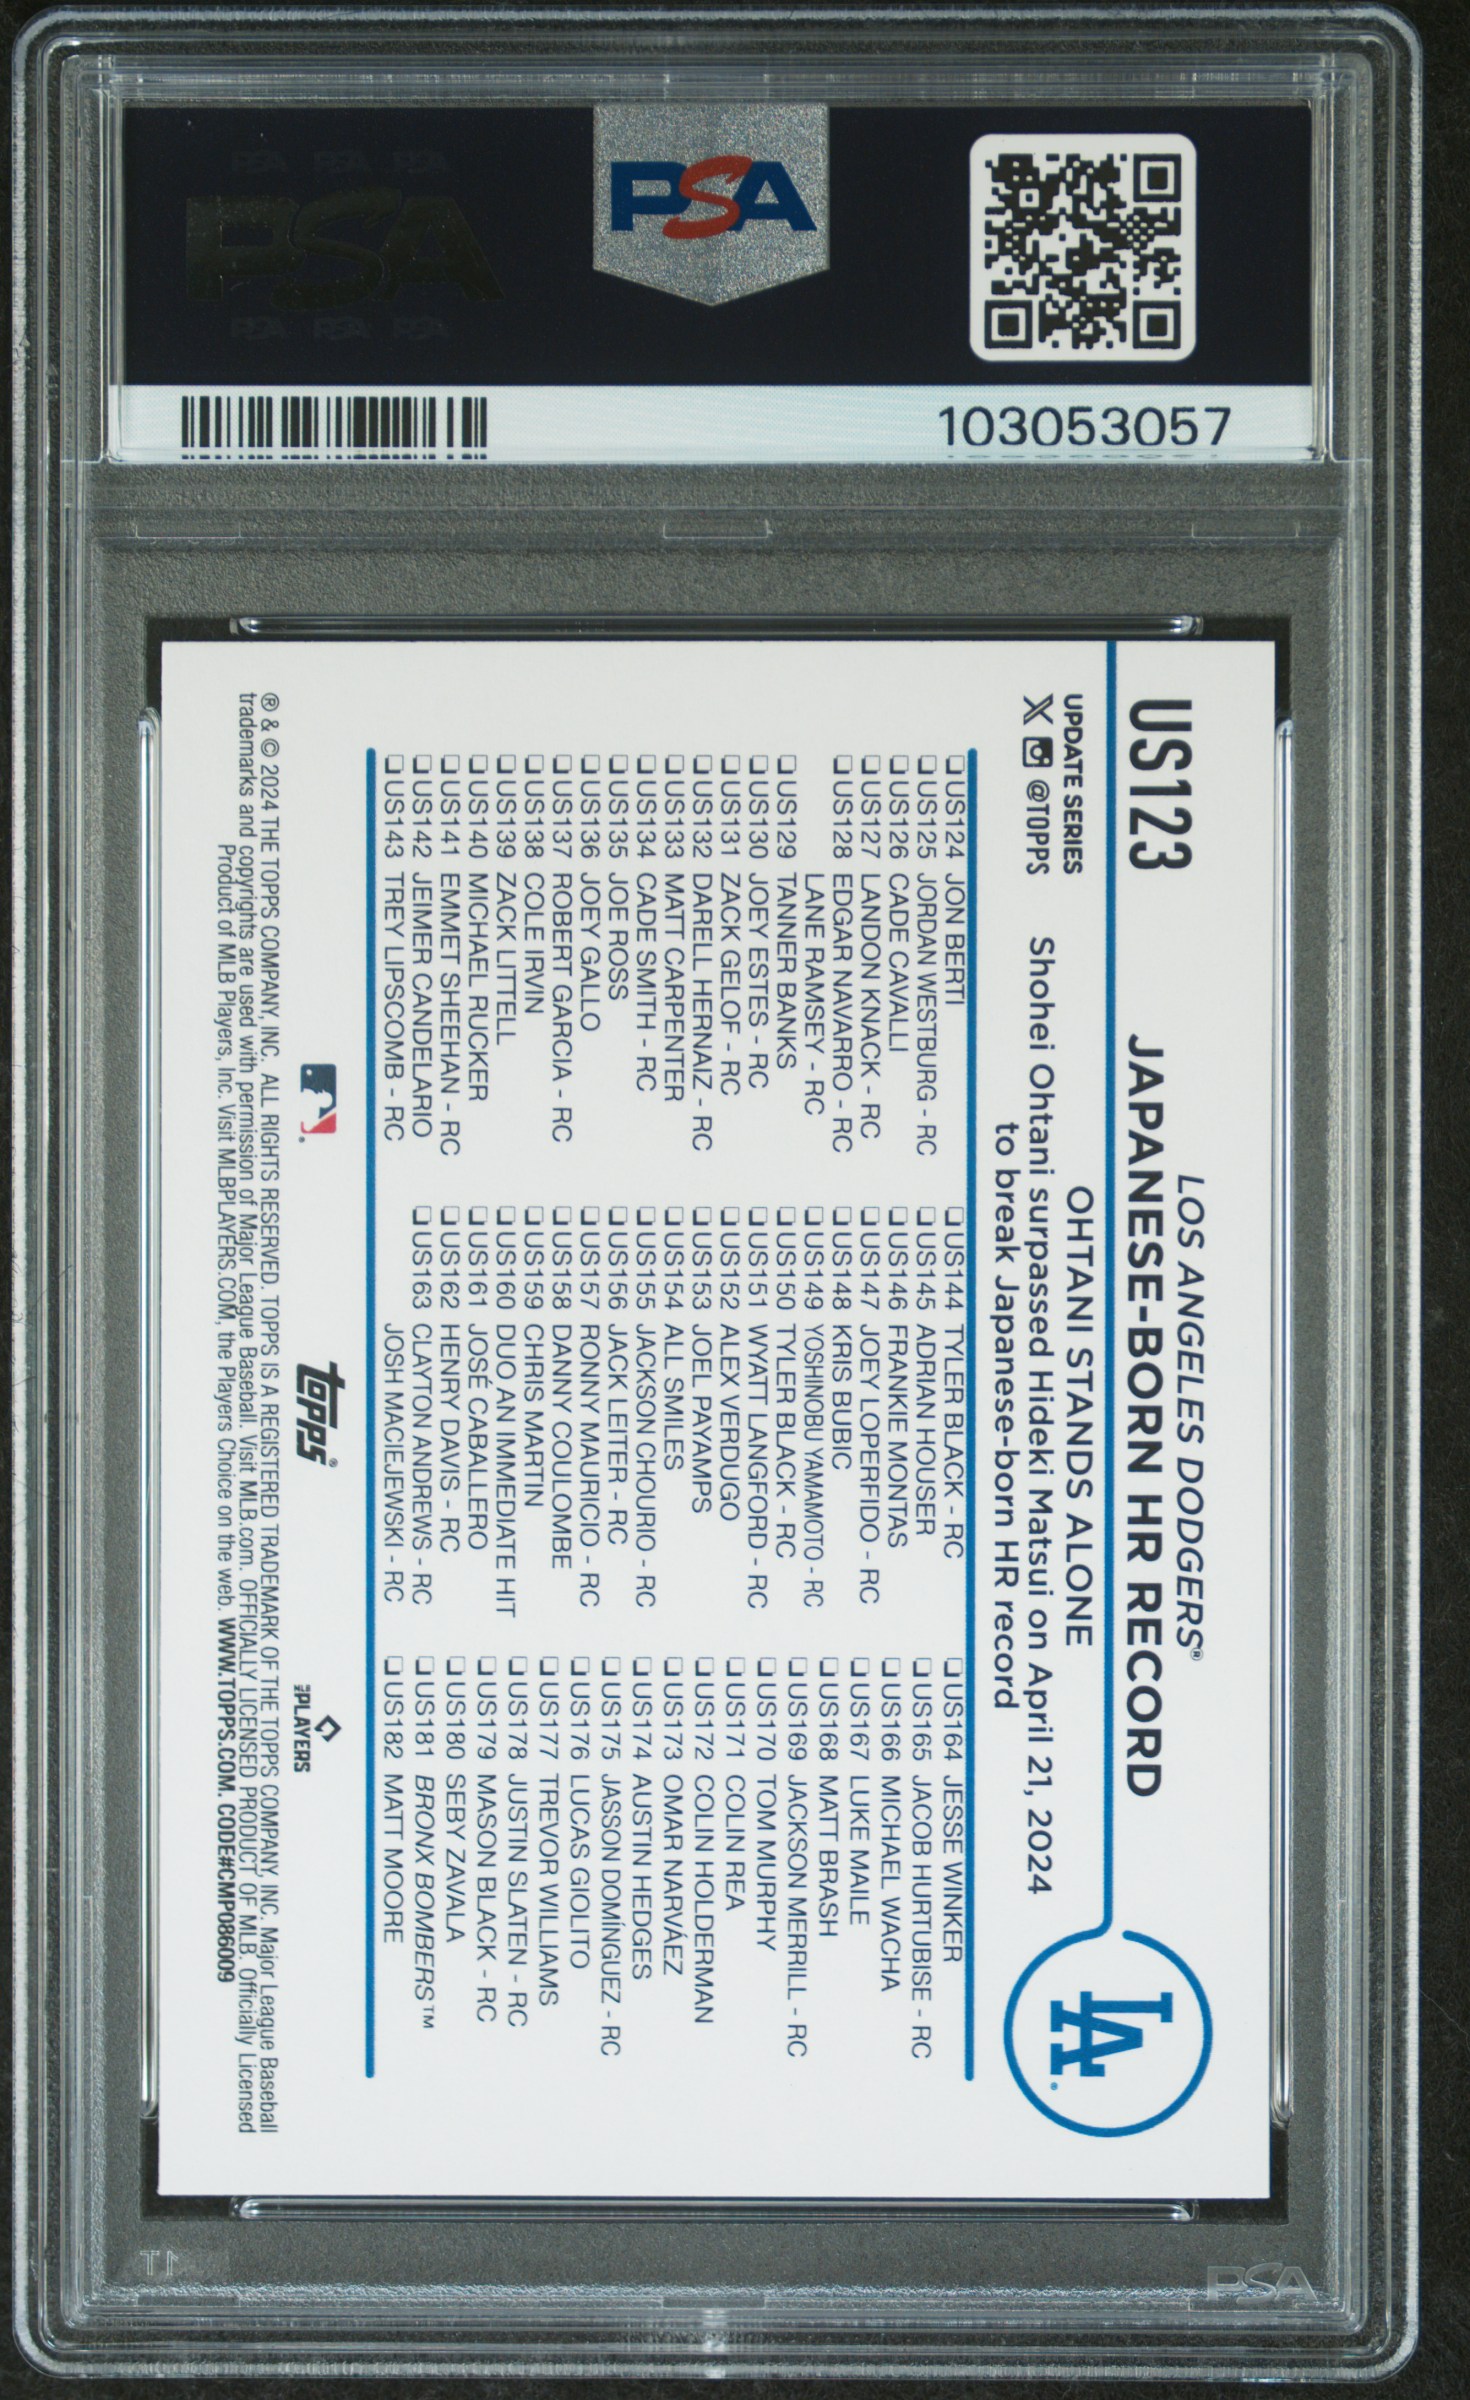 PSA
103053057
US123
LOS ANGELES DODGERS®
JAPANESE-BORN HR RECORD
UPDATE SERIES
@TOPPS
OHTANI STANDS ALONE
Shohei Ohtani surpassed Hideki Matsui on April 21, 2024
to break Japanese-born HR record
LA
❑US124 JON BERTI
❑US125 JORDAN WESTBURG - RC
❑US126 CADE CAVALLI
❑US127 LANDON KNACK - RC
❑US128 EDGAR NAVARRO - RC
LANE RAMSEY - RC
❑US129 TANNER BANKS
❑US130 JOEY ESTES - RC
❑US131 ZACK GELOF - RC
❑US132 DARELL HERNAIZ - RC
❑US133 MATT CARPENTER
❑US134 CADE SMITH - RC
❑US135 JOE ROSS
❑US136 JOEY GALLO
❑US137 ROBERT GARCIA - RC
❑US138 COLE IRVIN
❑US139 ZACK LITTELL
❑US140 MICHAEL RUCKER
❑US141 EMMET SHEEHAN - RC
❑US142 JEIMER CANDELARIO
❑US143 TREY LIPSCOMB - RC
❑US144 TYLER BLACK - RC
❑US145 ADRIAN HOUSER
❑US146 FRANKIE MONTAS
❑US147 JOEY LOPERFIDO - RC
❑US148 KRIS BUBIC
❑US149 YOSHINOBU YAMAMOTO - RC
❑US150 TYLER BLACK - RC
❑US151 WYATT LANGFORD - RC
❑US152 ALEX VERDUGO
❑US153 JOEL PAYAMPS
❑US154 ALL SMILES
❑US155 JACKSON CHOURIO - RC
❑US156 JACK LEITER - RC
❑US157 RONNY MAURICIO - RC
❑US158 DANNY COULOMBE
❑US159 CHRIS MARTIN
❑US160 DUO AN IMMEDIATE HIT
❑US161 JOSÉ CABALLERO
❑US162 HENRY DAVIS - RC
❑US163 CLAYTON ANDREWS - RC
JOSH MACIEJEWSKI - RC
❑US164 JESSE WINKER
❑US165 JACOB HURTUBISE - RC
❑US166 MICHAEL WACHA
❑US167 LUKE MAILE
❑US168 MATT BRASH
❑US169 JACKSON MERRILL - RC
❑US170 TOM MURPHY
❑US171 COLIN REA
❑US172 COLIN HOLDERMAN
❑US173 OMAR NARVÁEZ
❑US174 AUSTIN HEDGES
❑US175 JASSON DOMÍNGUEZ - RC
❑US176 LUCAS GIOLITO
❑US177 TREVOR WILLIAMS
❑US178 JUSTIN SLATEN - RC
❑US179 MASON BLACK - RC
❑US180 SEBY ZAVALA
❑US181 BRONX BOMBERS™
❑US182 MATT MOORE
topps®
PLAYERS
® & © 2024 THE TOPPS COMPANY, INC. ALL RIGHTS RESERVED. TOPPS IS A REGISTERED TRADEMARK OF THE TOPPS COMPANY, INC. Major League Baseball
trademarks and copyrights are used with permission of Major League Baseball. Visit MLB.com. OFFICIALLY LICENSED PRODUCT OF MLB. Officially Licensed
Product of MLB Players, Inc. Visit MLBPLAYERS.COM, the Players Choice on the web. WWW.TOPPS.COM. CODE#CMP086009
PSA